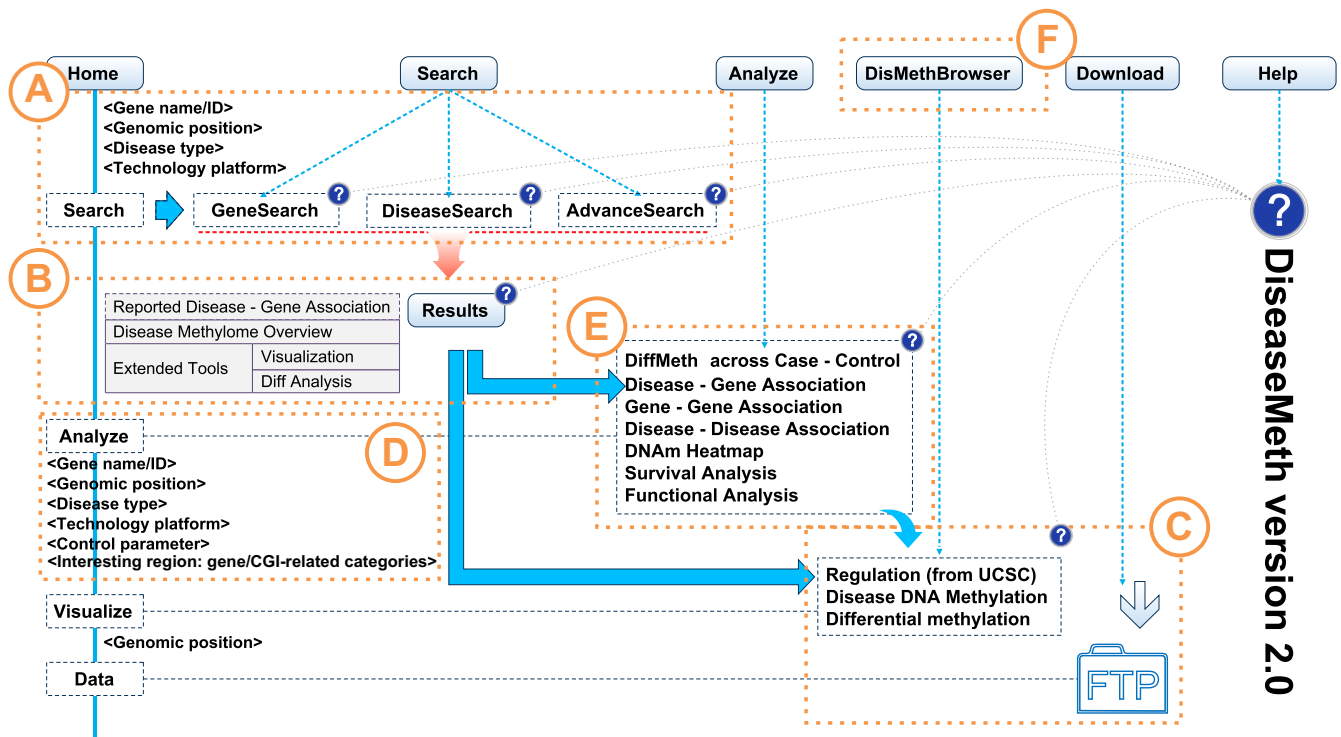 Home
Search
Analyze
DisMethBrowser
F
Download
Help
A
<Gene name/ID>
<Genomic position>
<Disease type>
<Technology platform>
Search
GeneSearch
?
DiseaseSearch
?
AdvanceSearch
?
?
DiseaseMeth version 2.0
B
Reported Disease - Gene Association
Disease Methylome Overview
Extended Tools
Visualization
Diff Analysis
Results
?
E
?
DiffMeth across Case - Control
Disease - Gene Association
Gene - Gene Association
Disease - Disease Association
DNAm Heatmap
Survival Analysis
Functional Analysis
Analyze
D
<Gene name/ID>
<Genomic position>
<Disease type>
<Technology platform>
<Control parameter>
<Interesting region: gene/CGI-related categories>
C
?
Regulation (from UCSC)
Disease DNA Methylation
Differential methylation
Visualize
<Genomic position>
Data
FTP